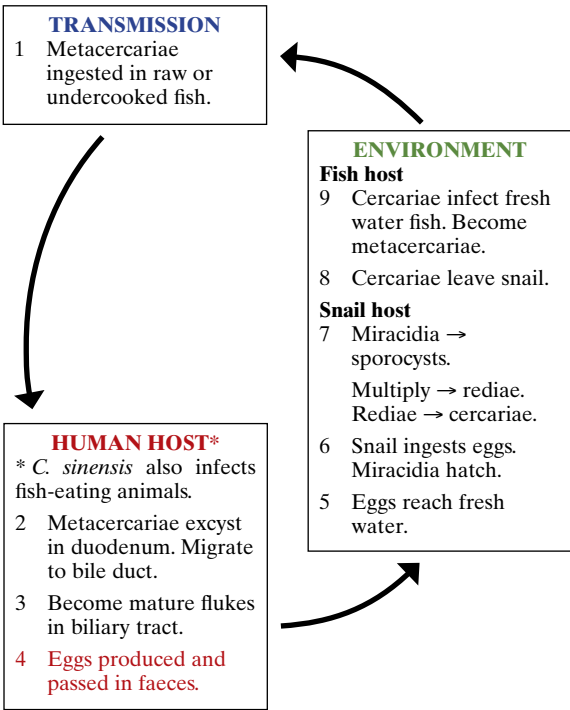 TRANSMISSION
1 Metacercariae
ingested in raw or
undercooked fish.
ENVIRONMENT
Fish host
9 Cercariae infect fresh
water fish. Become
metacercariae.
8 Cercariae leave snail.
Snail host
7 Miracidia →
sporocysts.
Multiply → rediae.
Rediae → cercariae.
6 Snail ingests eggs.
Miracidia hatch.
5 Eggs reach fresh
water.
HUMAN HOST*
* C. sinensis also infects
fish-eating animals.
2 Metacercariae excyst
in duodenum. Migrate
to bile duct.
3 Become mature flukes
in biliary tract.
4 Eggs produced and
passed in faeces.